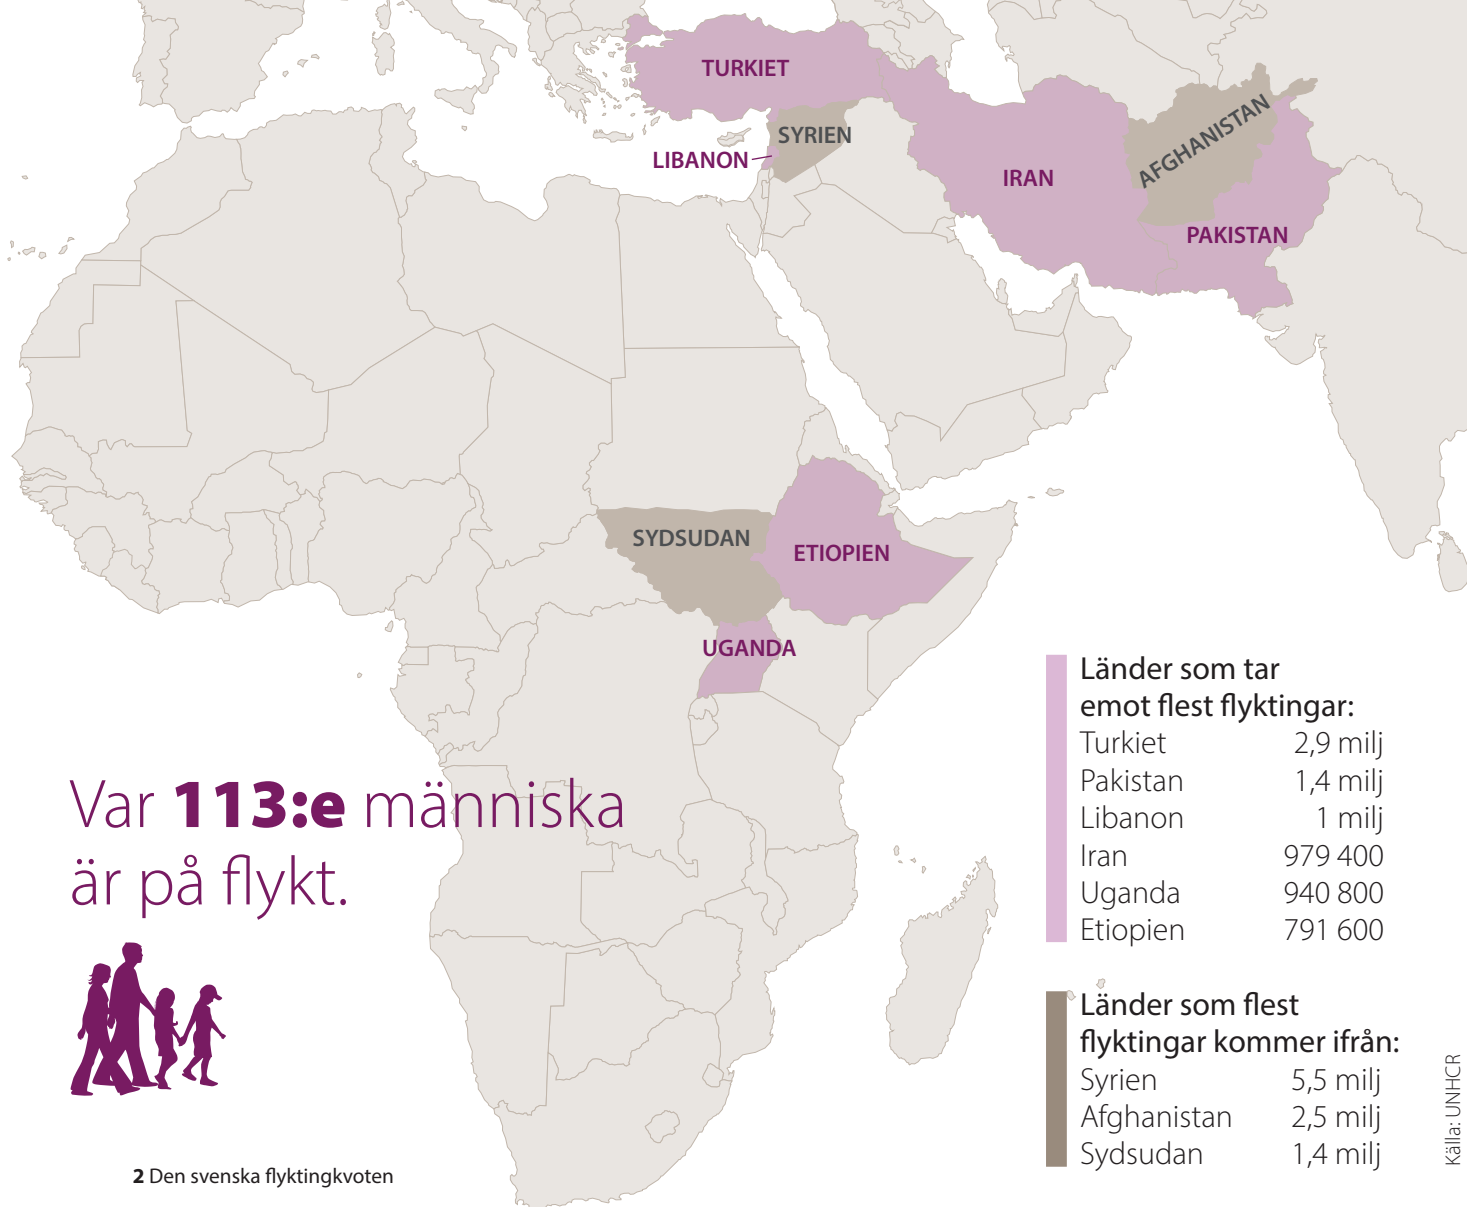 TURKIET
SYRIEN
LIBANON
AFGHANISTAN
IRAN
PAKISTAN
SYDSUDAN
ETIOPIEN
UGANDA
Var 113:e människa
är på flykt.
Länder som tar
emot flest flyktingar:
Turkiet 2,9 milj
Pakistan 1,4 milj
Libanon 1 milj
Iran 979 400
Uganda 940 800
Etiopien 791 600
Länder som flest
flyktingar kommer ifrån:
Syrien 5,5 milj
Afghanistan 2,5 milj
Sydsudan 1,4 milj
Källa: UNHCR
2 Den svenska flyktingkvoten